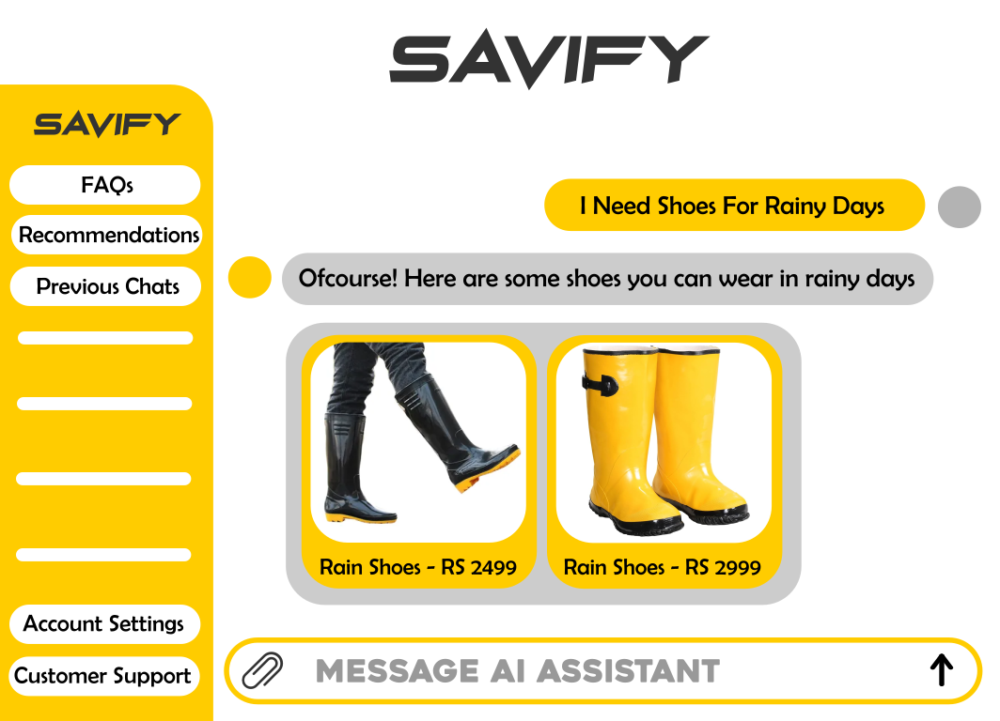 SAVIFY
SAVIFY
FAQs
Recommendations
Previous Chats
Account Settings
Customer Support
I Need Shoes For Rainy Days
Ofcourse! Here are some shoes you can wear in rainy days
Rain Shoes - RS 2499
Rain Shoes - RS 2999
MESSAGE AI ASSISTANT